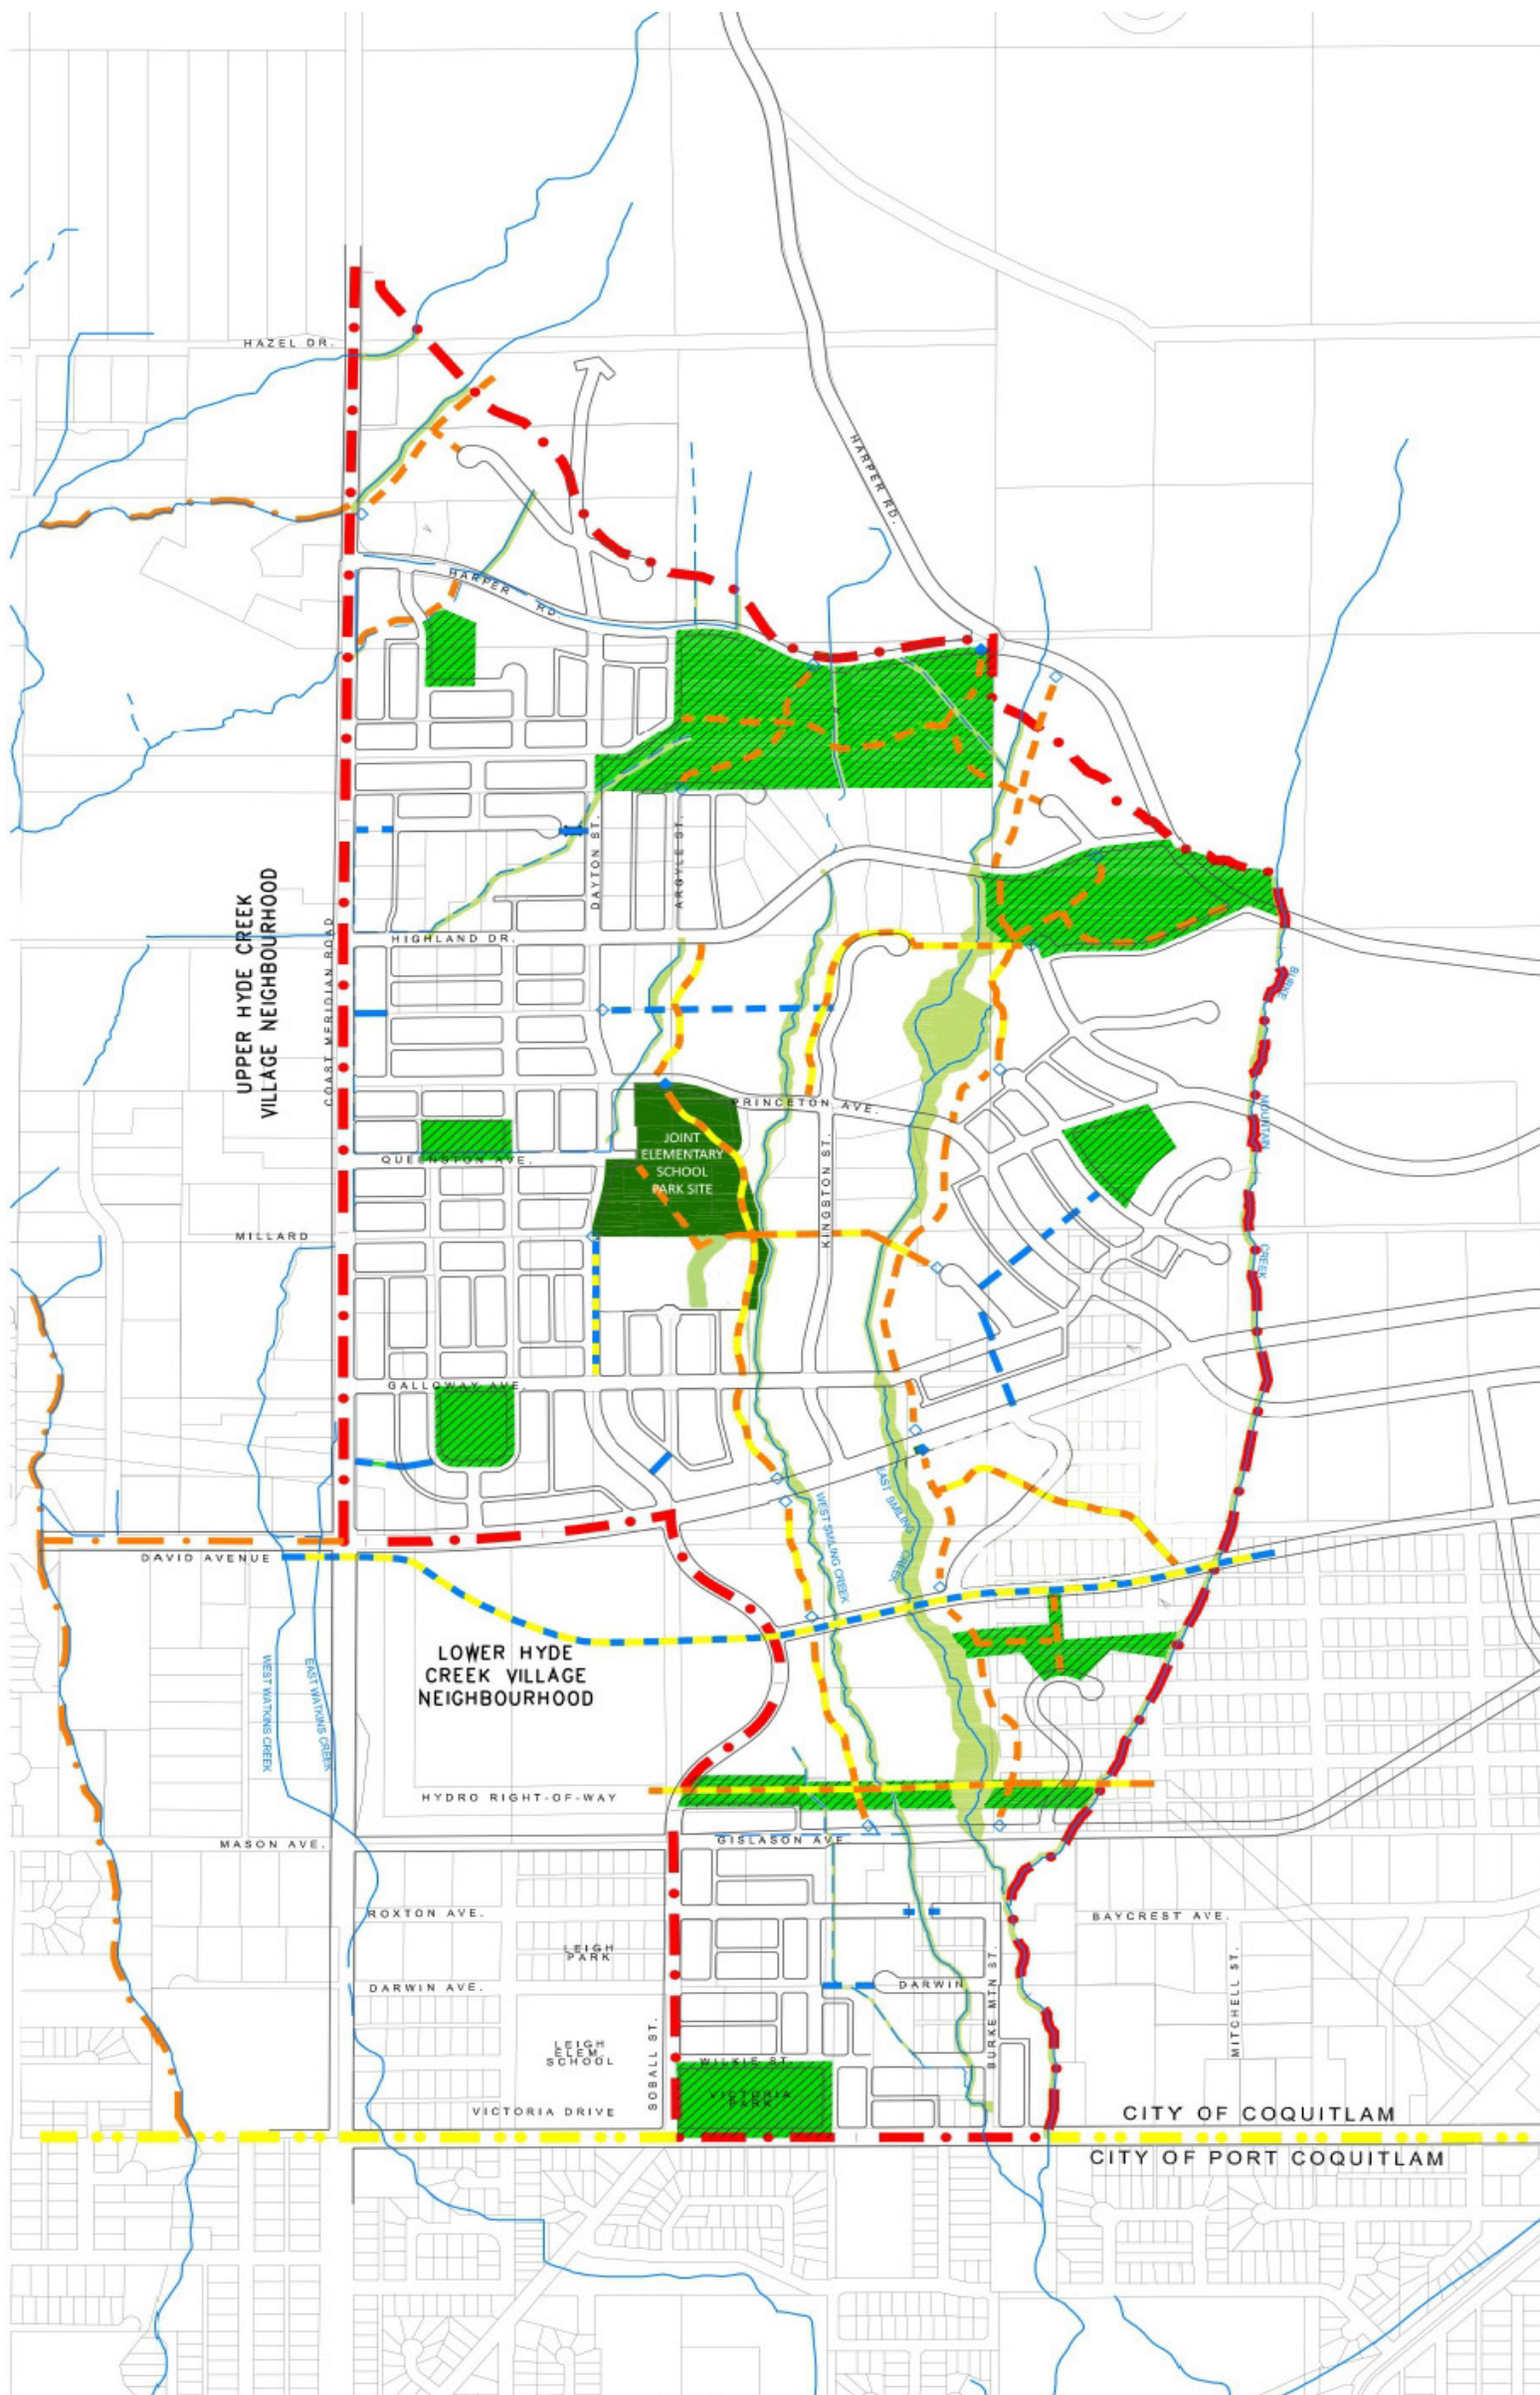 HAZEL DR.
HARPER RD.
HARPER RD.
UPPER HYDE CREEK
VILLAGE NEIGHBOURHOOD
COAST MERIDIAN ROAD
DAYTON ST.
ARGYLE ST.
HIGHLAND DR.
BURKE
MOUNTAIN
CREEK
PRINCETON AVE.
JOINT
ELEMENTARY
SCHOOL
PARK SITE
QUEENSTON AVE.
KINGSTON ST.
MILLARD
GALLOWAY AVE.
WEST SMILING CREEK
EAST SMILING
CREEK
DAVID AVENUE
LOWER HYDE
CREEK VILLAGE
NEIGHBOURHOOD
WEST WATKINS CREEK
EAST WATKINS CREEK
HYDRO RIGHT-OF-WAY
MASON AVE.
GISLASON AVE
ROXTON AVE.
BAYCREST AVE.
LEIGH
PARK
DARWIN AVE.
DARWIN
BURKE MTN ST.
MITCHELL ST.
LEIGH
ELEM.
SCHOOL
SOBALL ST.
WILKIE ST.
VICTORIA
PARK
VICTORIA DRIVE
CITY OF COQUITLAM
CITY OF PORT COQUITLAM